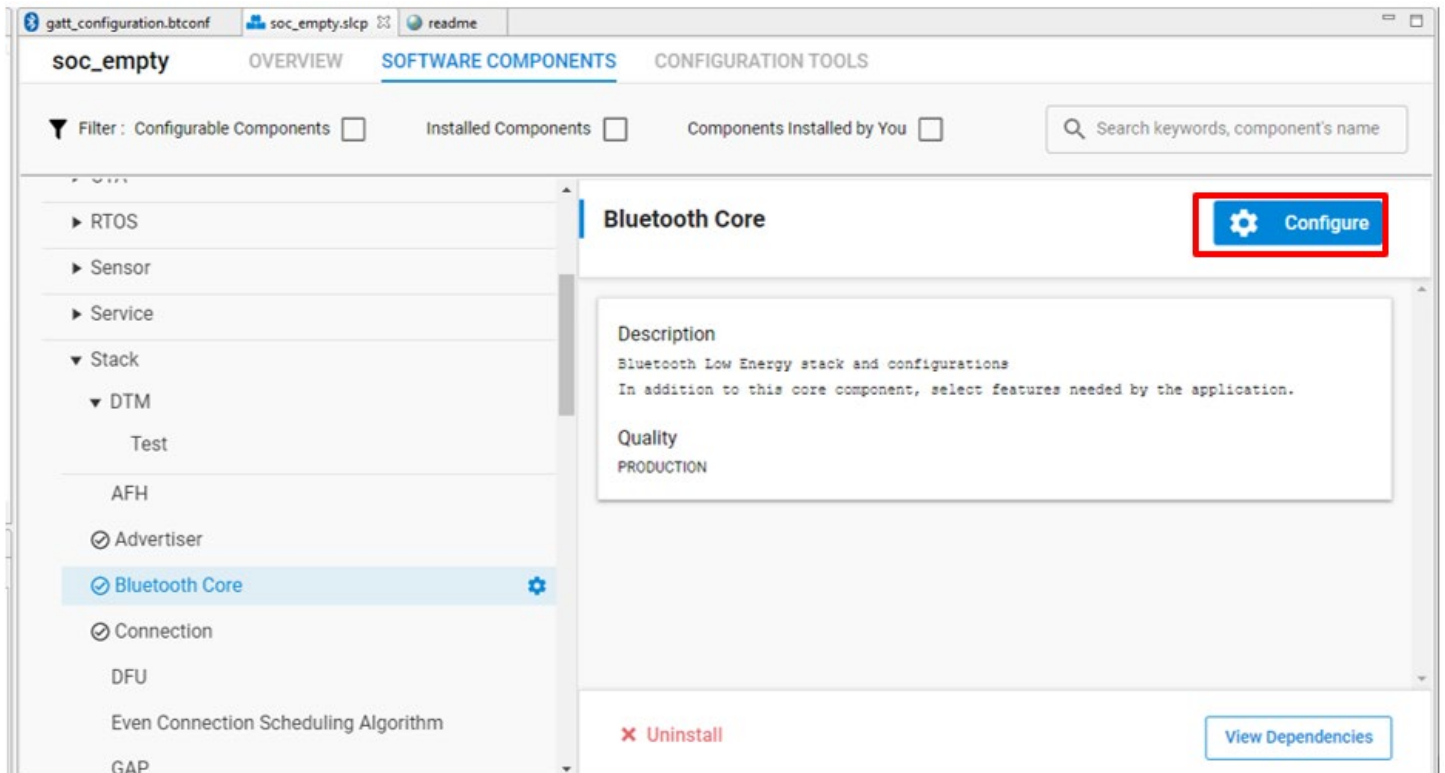 gatt_configuration.btconf soc_empty.slcp readme
soc_empty OVERVIEW SOFTWARE COMPONENTS CONFIGURATION TOOLS
Filter : Configurable Components Installed Components Components Installed by You Search keywords, component's name
RTOS
Sensor
Service
Stack
DTM
Test
AFH
Advertiser
Bluetooth Core
Connection
DFU
Even Connection Scheduling Algorithm
GAP
Bluetooth Core Configure
Description
Bluetooth Low Energy stack and configurations
In addition to this core component, select features needed by the application.
Quality
PRODUCTION
Uninstall View Dependencies